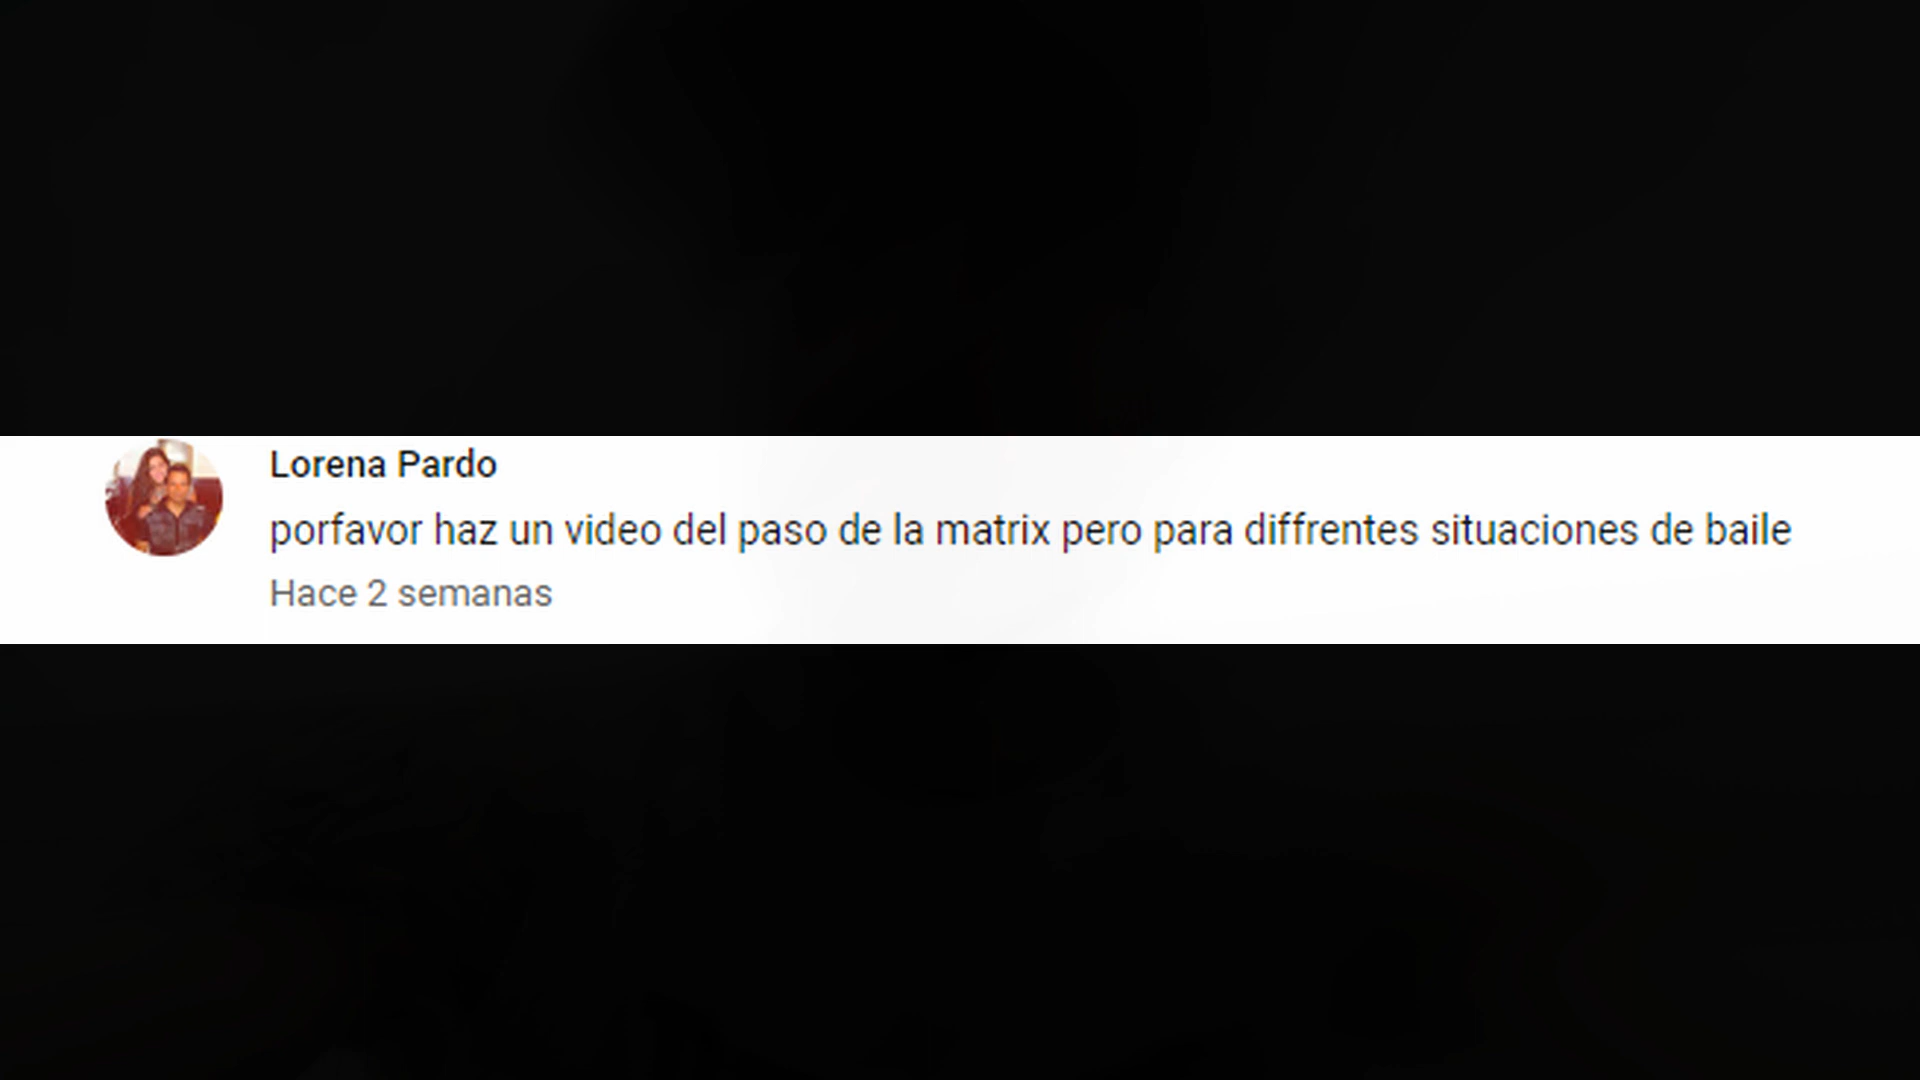 Lorena Pardo
porfavor haz un video del paso de la matrix pero para diffrentes situaciones de baile
Hace 2 semanas